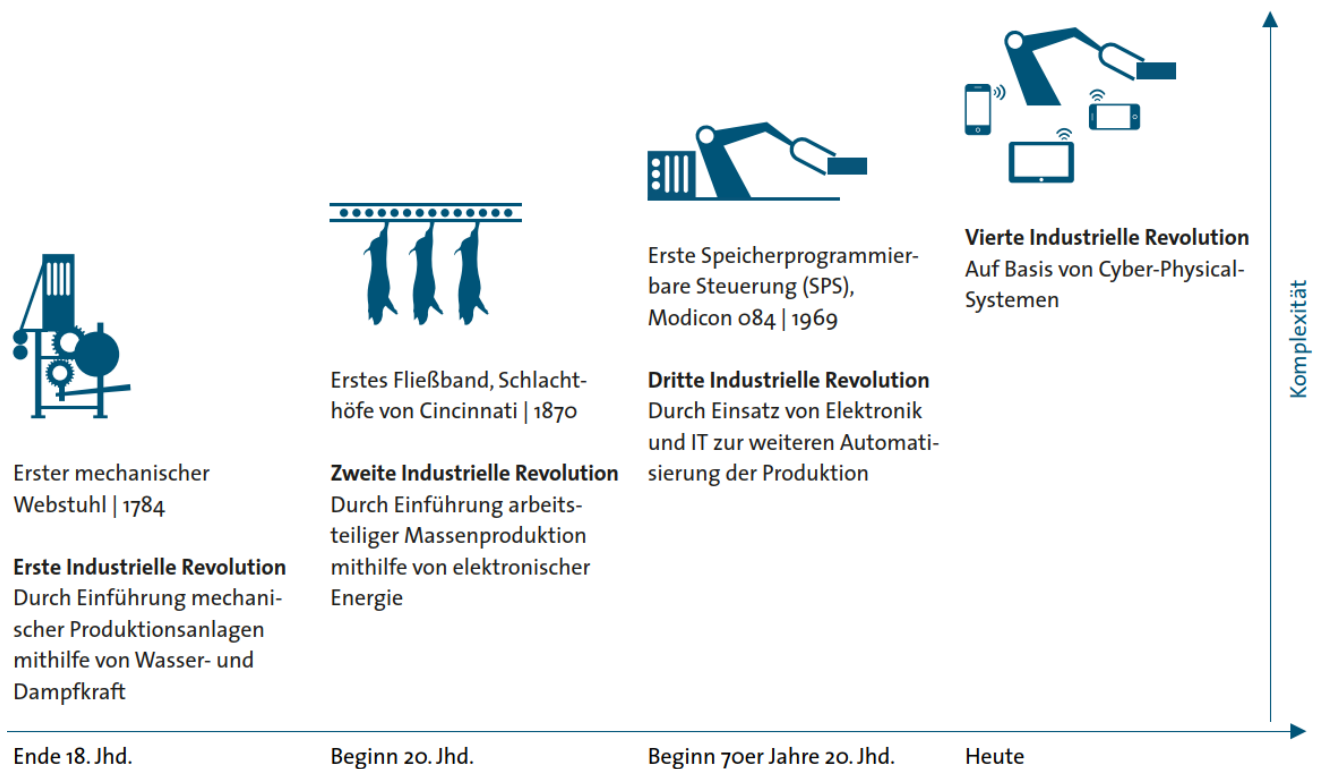 Erster mechanischer
Webstuhl | 1784
Erste Industrielle Revolution
Durch Einführung mechani-
scher Produktionsanlagen
mithilfe von Wasser- und
Dampfkraft
Ende 18. Jhd.
Erstes Fließband, Schlacht-
höfe von Cincinnati | 1870
Zweite Industrielle Revolution
Durch Einführung arbeits-
teiliger Massenproduktion
mithilfe von elektronischer
Energie
Beginn 20. Jhd.
Erste Speicherprogrammier-
bare Steuerung (SPS),
Modicon 084 | 1969
Dritte Industrielle Revolution
Durch Einsatz von Elektronik
und IT zur weiteren Automati-
sierung der Produktion
Beginn 70er Jahre 20. Jhd.
Vierte Industrielle Revolution
Auf Basis von Cyber-Physical-
Systemen
Heute
Komplexität